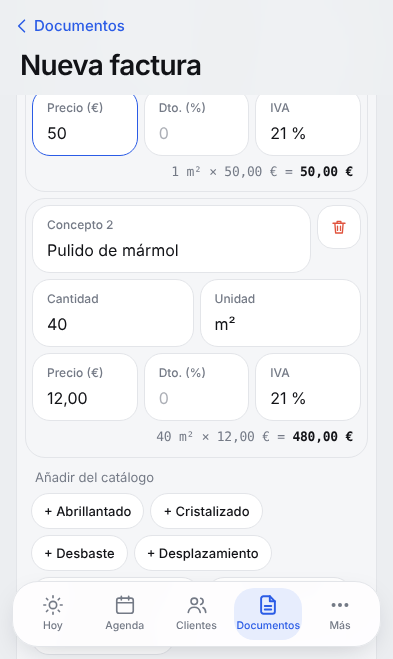 Documentos
Nueva factura
Precio (€) Dto. (%) IVA
50 0 21 %
1 m² × 50,00 € = 50,00 €
Concepto 2
Pulido de mármol
Cantidad Unidad
40 m²
Precio (€) Dto. (%) IVA
12,00 0 21 %
40 m² × 12,00 € = 480,00 €
Añadir del catálogo
+ Abrillantado + Cristalizado
+ Desbaste + Desplazamiento
Hoy Agenda Clientes Documentos Más